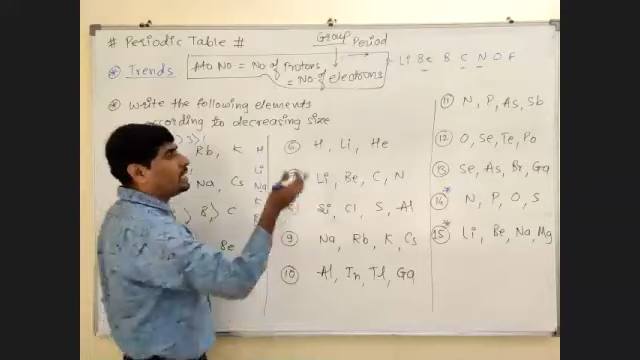 # Periodic Table #
Group
Period
Li Be B C N O F
* Trends
Ato No = No of Protons
= No of electrons
* Write the following elements
according to decreasing size
Rb, K
H
Li
Na, Cs
Na
K
> B > C
Be
6 H, Li, He
Li, Be, C, N
Si, Cl, S, Al
9 Na, Rb, K, Cs
10 Al, In, Tl, Ga
11 N, P, As, Sb
12 O, Se, Te, Po
13 Se, As, Br, Ga
14* N, P, O, S
15* Li, Be, Na, Mg